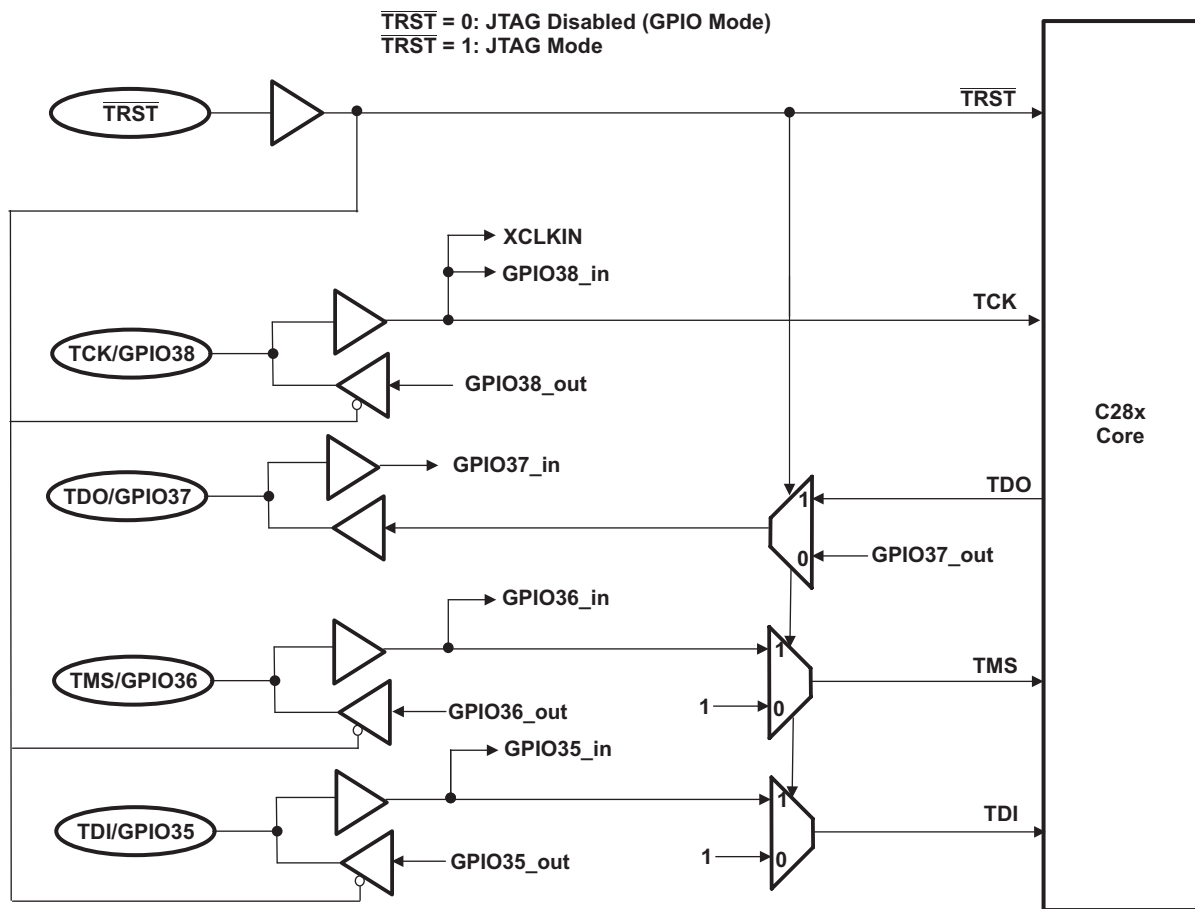 TRST = 0: JTAG Disabled (GPIO Mode)
TRST = 1: JTAG Mode
TRST
TRST
XCLKIN
GPIO38_in
TCK
TCK/GPIO38
GPIO38_out
C28x
Core
GPIO37_in
TDO/GPIO37
1
TDO
0
GPIO37_out
GPIO36_in
1
TMS/GPIO36
TMS
GPIO36_out
1
0
GPIO35_in
1
TDI/GPIO35
TDI
GPIO35_out
1
0